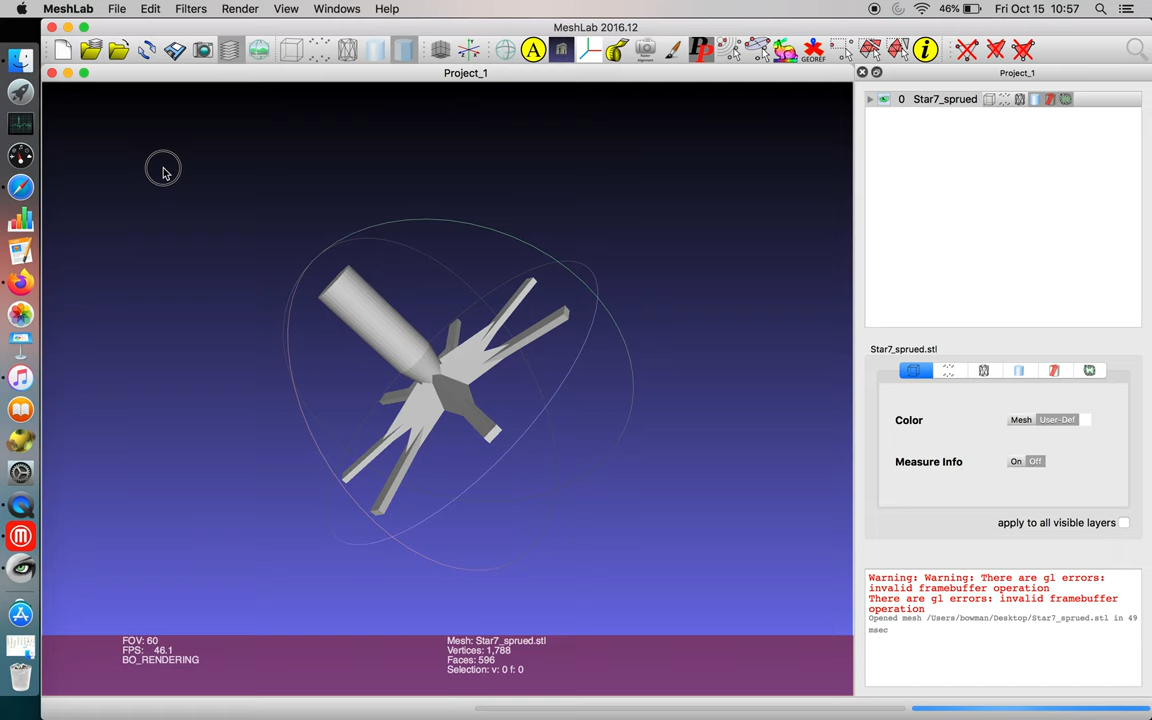 MeshLab File Edit Filters Render View Windows Help 46% Fri Oct 15 10:57
MeshLab 2016.12
A PP GEOREF i i
Project_1
Project_1
0 Star7_sprued
Star7_sprued.stl
Color Mesh User-Def
Measure Info On Off
apply to all visible layers
Warning: Warning: There are gl errors:
invalid framebuffer operation
There are gl errors: invalid framebuffer
operation
Opened mesh /Users/bowman/Desktop/Star7_sprued.stl in 49
msec
FOV: 60
FPS: 46.1
BO_RENDERING
Mesh: Star7_sprued.stl
Vertices: 1,788
Faces: 596
Selection: v: 0 f: 0